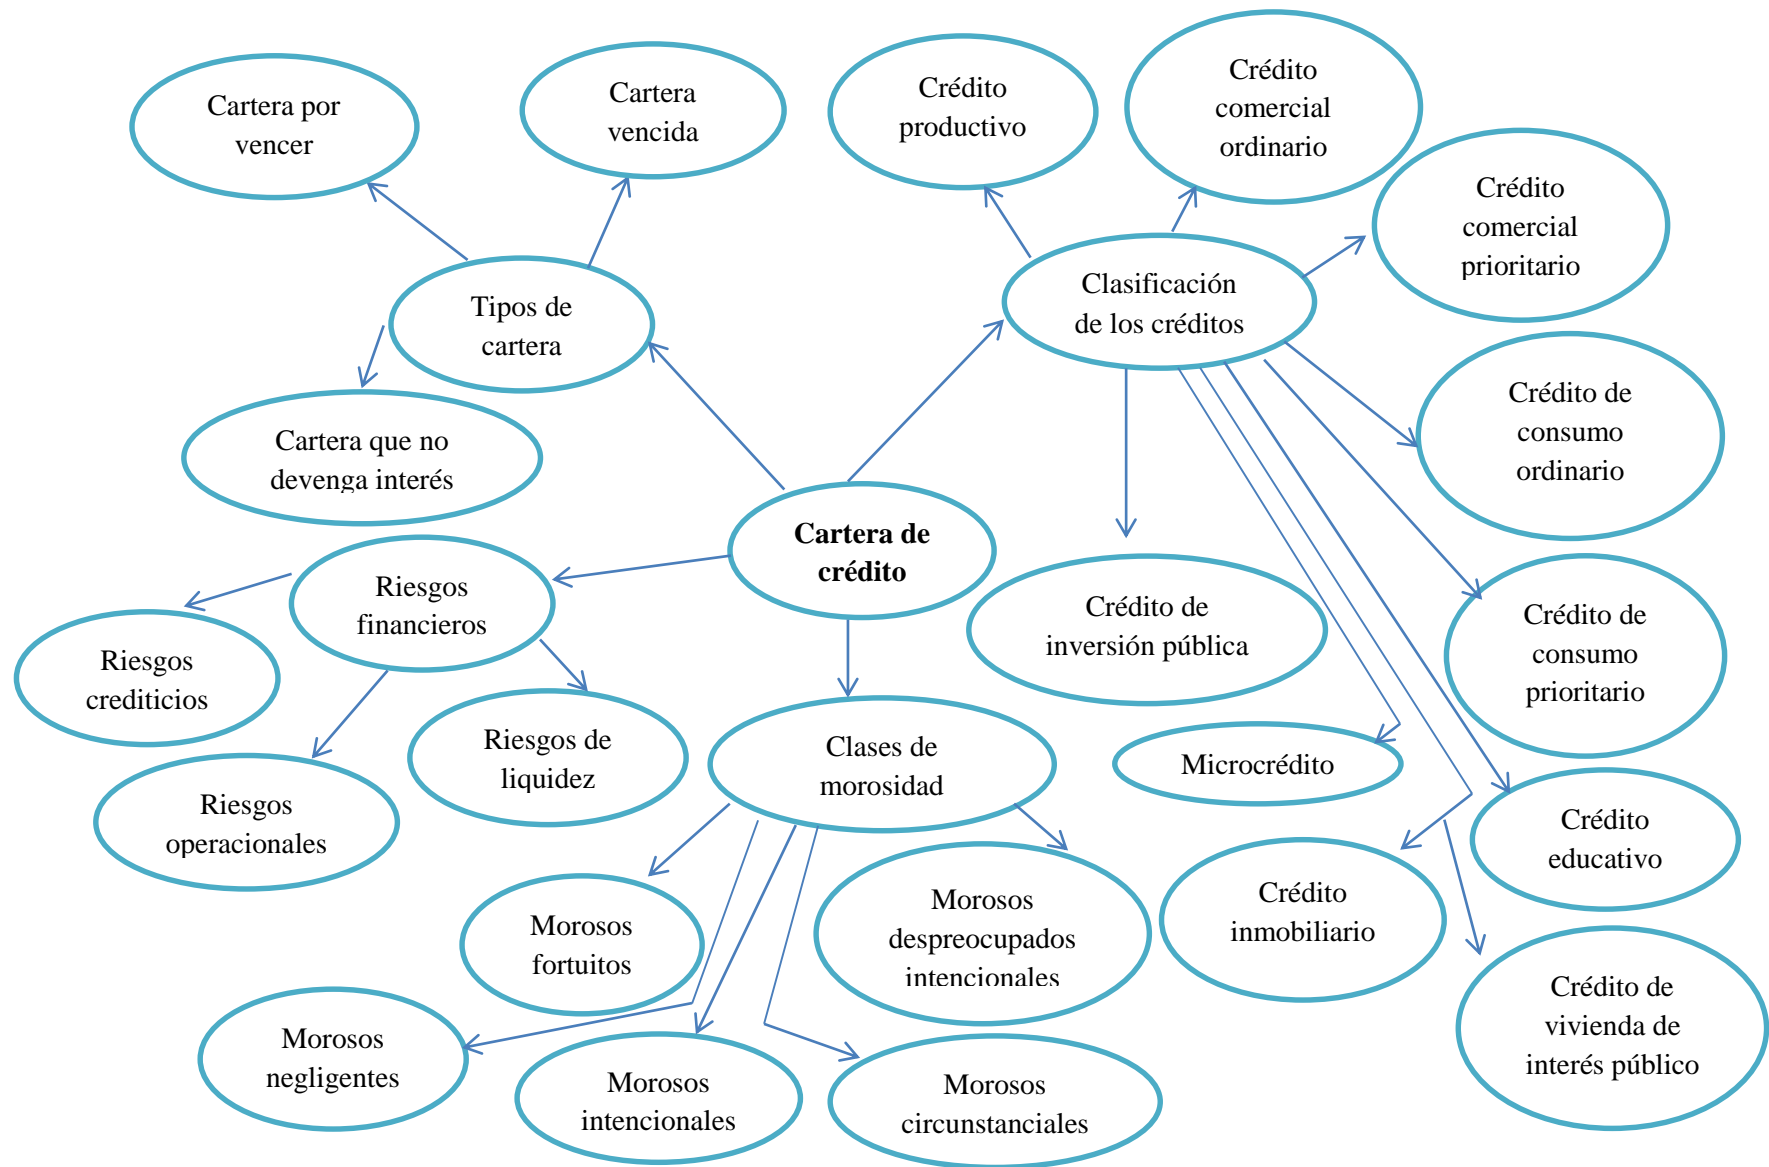 Cartera por
vencer
Cartera
vencida
Crédito
productivo
Crédito
comercial
ordinario
Crédito
comercial
prioritario
Tipos de
cartera
Clasificación
de los créditos
Cartera que no
devenga interés
Crédito de
consumo
ordinario
Cartera de
crédito
Riesgos
financieros
Crédito de
inversión pública
Crédito de
consumo
prioritario
Riesgos
crediticios
Riesgos de
liquidez
Clases de
morosidad
Microcrédito
Riesgos
operacionales
Crédito
educativo
Morosos
fortuitos
Morosos
despreocupados
intencionales
Crédito
inmobiliario
Crédito de
vivienda de
interés público
Morosos
negligentes
Morosos
intencionales
Morosos
circunstanciales